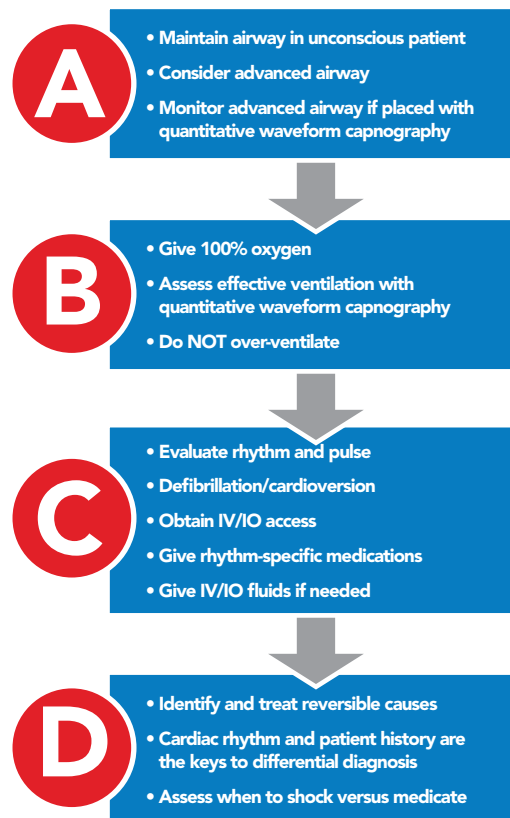 A
• Maintain airway in unconscious patient
• Consider advanced airway
• Monitor advanced airway if placed with
quantitative waveform capnography
B
• Give 100% oxygen
• Assess effective ventilation with
quantitative waveform capnography
• Do NOT over-ventilate
C
• Evaluate rhythm and pulse
• Defibrillation/cardioversion
• Obtain IV/IO access
• Give rhythm-specific medications
• Give IV/IO fluids if needed
D
• Identify and treat reversible causes
• Cardiac rhythm and patient history are
the keys to differential diagnosis
• Assess when to shock versus medicate